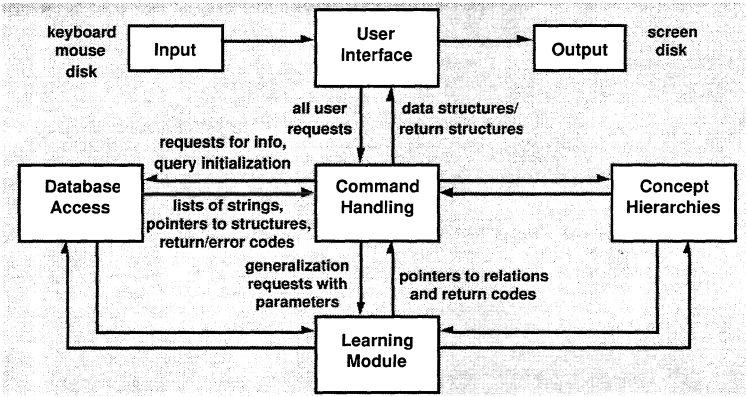 keyboard
mouse
disk
Input
User
Interface
Output
screen
disk
all user
requests
data structures/
return structures
requests for info,
query initialization
Database
Access
Command
Handling
Concept
Hierarchies
lists of strings,
pointers to structures,
return/error codes
generalization
requests with
parameters
pointers to relations
and return codes
Learning
Module